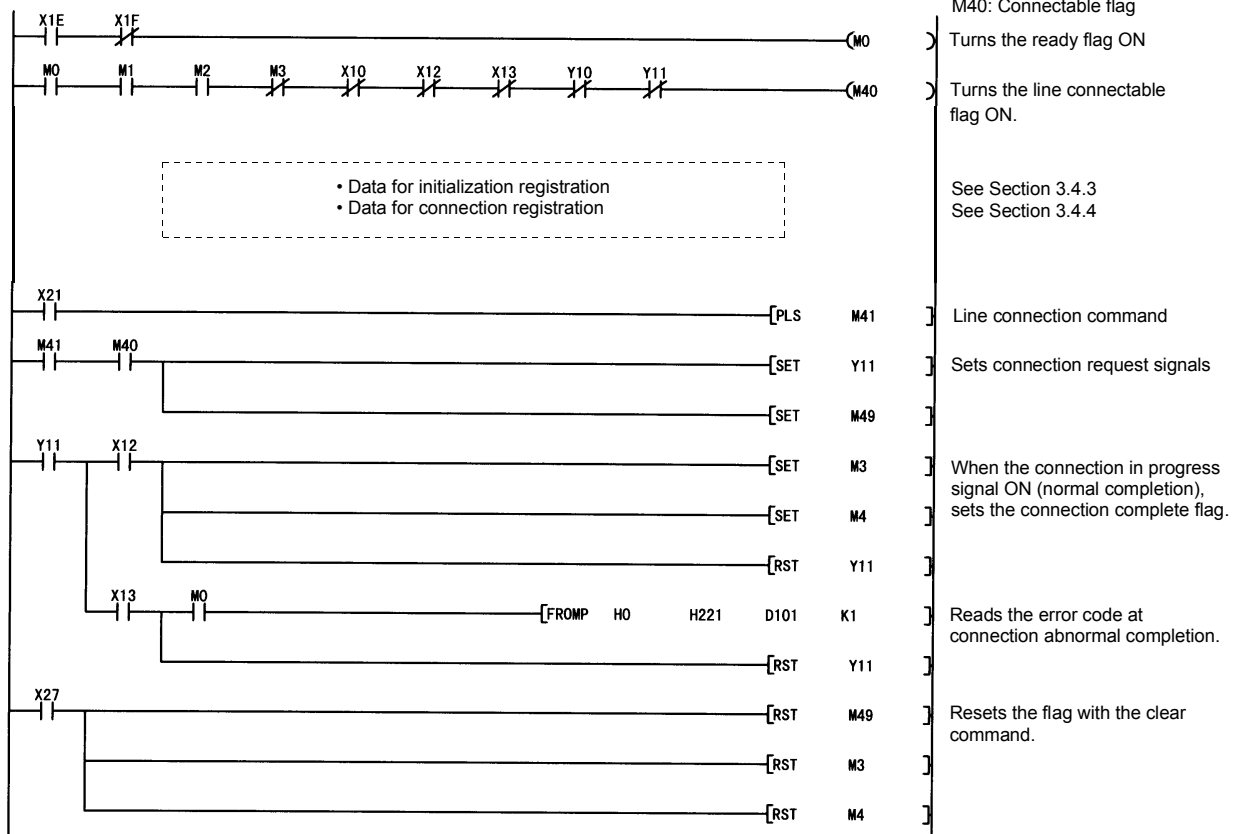 M40: Connectable flag
X1E X1F
(M0 ) Turns the ready flag ON
M0 M1 M2 M3 X10 X12 X13 Y10 Y11
(M40 ) Turns the line connectable
flag ON.
• Data for initialization registration
• Data for connection registration
See Section 3.4.3
See Section 3.4.4
X21
[PLS M41 ] Line connection command
M41 M40
[SET Y11 ] Sets connection request signals
[SET M49 ]
Y11 X12
[SET M3 ] When the connection in progress
signal ON (normal completion),
sets the connection complete flag.
[SET M4 ]
[RST Y11 ]
X13 M0
[FROMP H0 H221 D101 K1 ] Reads the error code at
connection abnormal completion.
[RST Y11 ]
X27
[RST M49 ] Resets the flag with the clear
command.
[RST M3 ]
[RST M4 ]